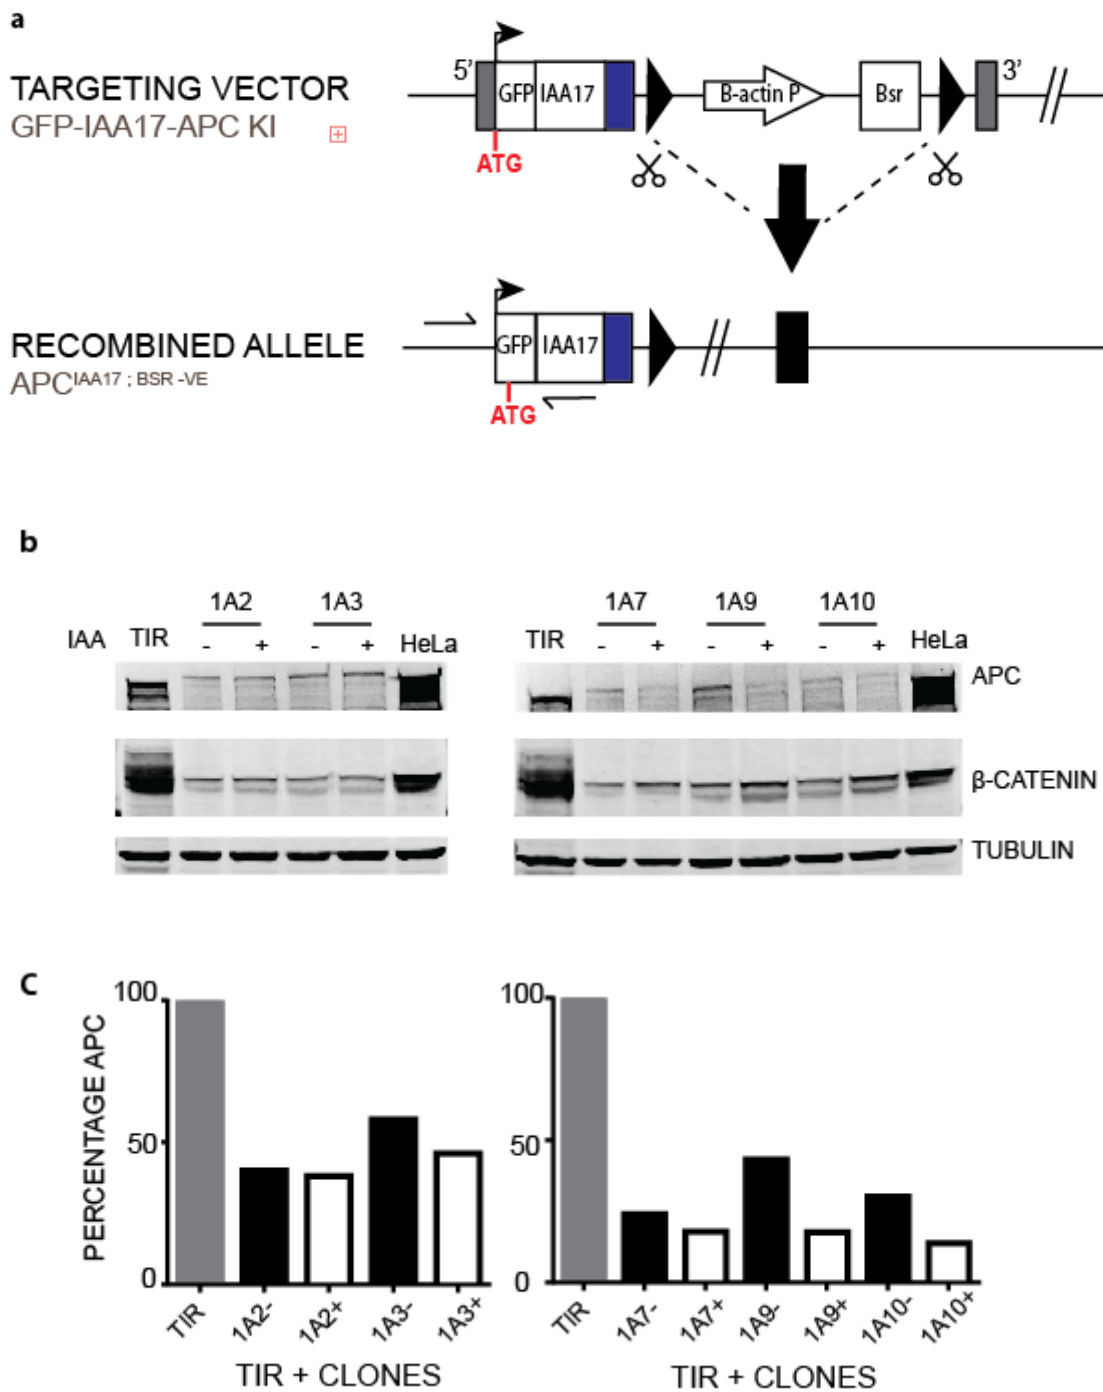 a
TARGETING VECTOR
GFP-IAA17-APC KI
5' GFP IAA17 B-actin P Bsr 3'
ATG
RECOMBINED ALLELE
APC^IAA17 ; BSR -VE
GFP IAA17
ATG
b
1A2 1A3
IAA TIR - + - + HeLa
1A7 1A9 1A10
TIR - + - + - + HeLa
APC
β-CATENIN
TUBULIN
C
PERCENTAGE APC
100
50
0
TIR 1A2- 1A2+ 1A3- 1A3+
TIR + CLONES
100
50
0
TIR 1A7- 1A7+ 1A9- 1A9+ 1A10- 1A10+
TIR + CLONES